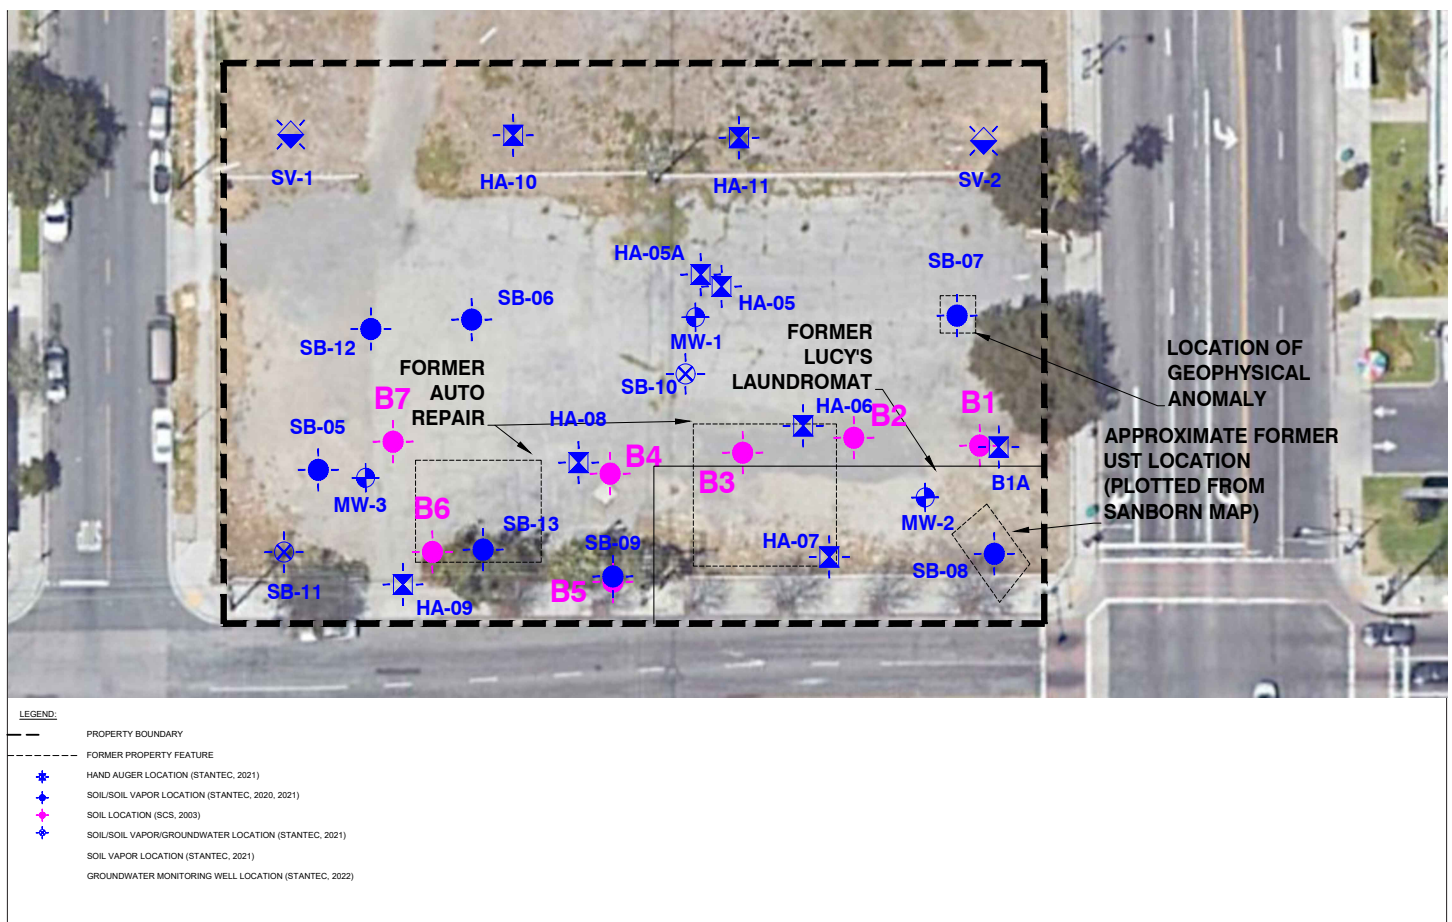 SV-1
HA-10
HA-11
SV-2
HA-05A
SB-07
HA-05
SB-06
MW-1
SB-12
FORMER
LUCY'S
LAUNDROMAT
LOCATION OF
GEOPHYSICAL
ANOMALY
FORMER
AUTO
REPAIR
SB-10
B7
HA-08
HA-06
B2
B1
SB-05
APPROXIMATE FORMER
UST LOCATION
(PLOTTED FROM
SANBORN MAP)
B4
B3
B1A
MW-3
B6
SB-13
MW-2
SB-09
HA-07
SB-08
SB-11
B5
HA-09
LEGEND:
PROPERTY BOUNDARY
FORMER PROPERTY FEATURE
HAND AUGER LOCATION (STANTEC, 2021)
SOIL/SOIL VAPOR LOCATION (STANTEC, 2020, 2021)
SOIL LOCATION (SCS, 2003)
SOIL/SOIL VAPOR/GROUNDWATER LOCATION (STANTEC, 2021)
SOIL VAPOR LOCATION (STANTEC, 2021)
GROUNDWATER MONITORING WELL LOCATION (STANTEC, 2022)